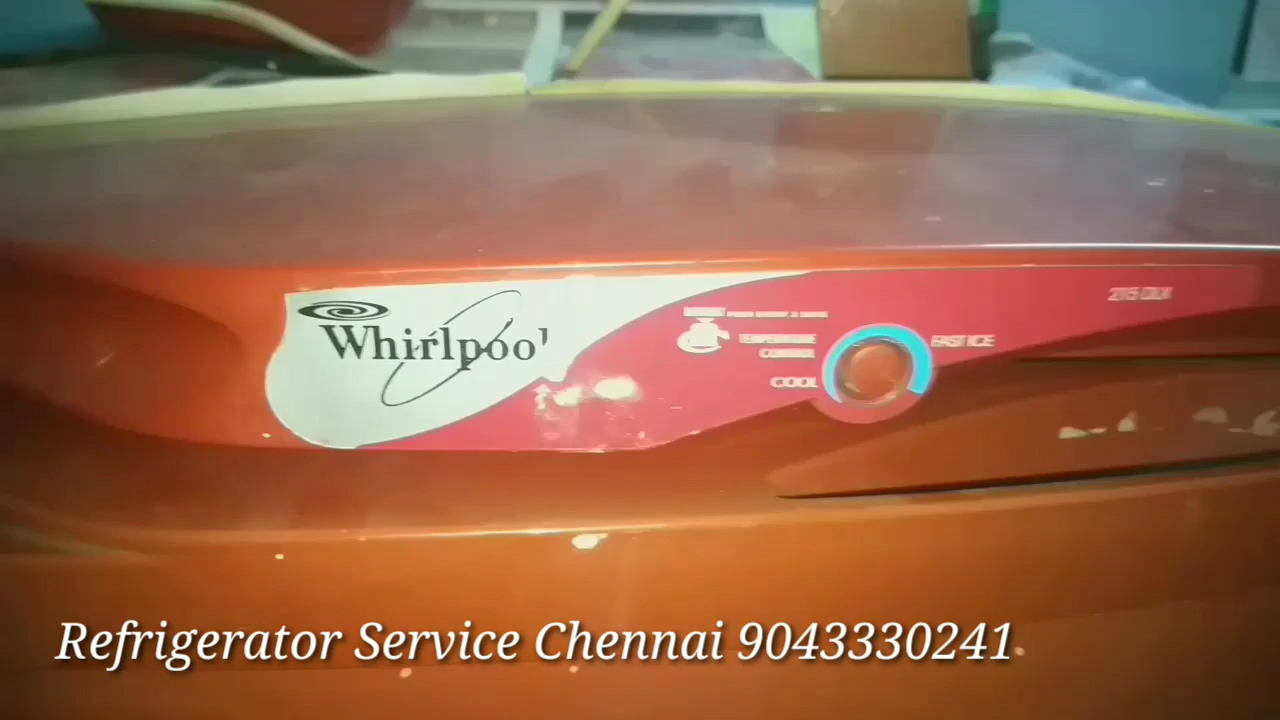 Whirlpool
TEMPERATURE
CONTROL
COOL
FAST ICE
Refrigerator Service Chennai 9043330241